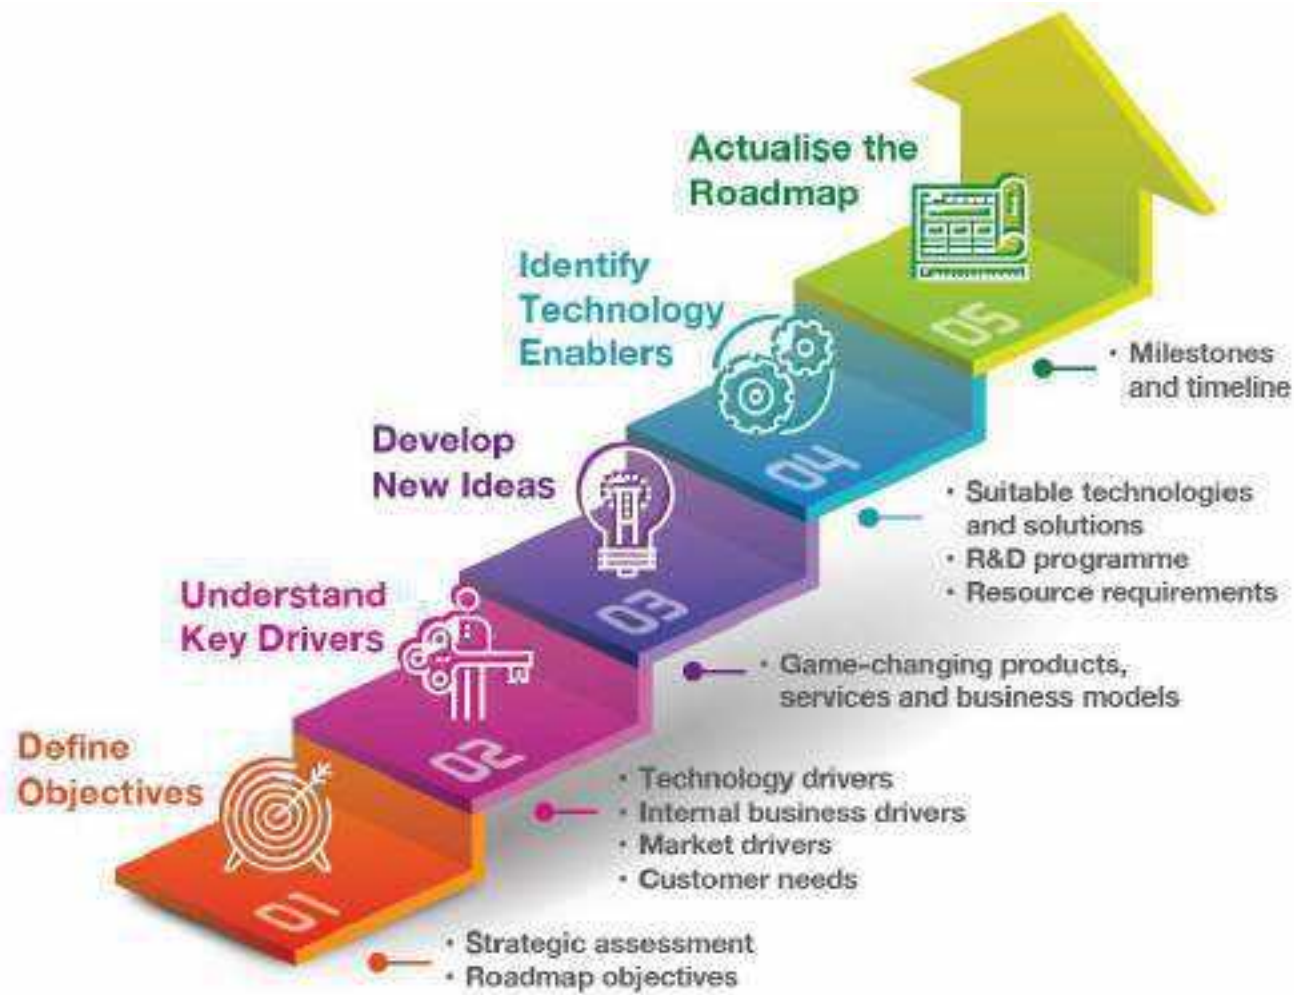 Actualise the
Roadmap
05
• Milestones
and timeline
Identify
Technology
Enablers
04
• Suitable technologies
and solutions
• R&D programme
• Resource requirements
Develop
New Ideas
03
• Game-changing products,
services and business models
Understand
Key Drivers
02
• Technology drivers
• Internal business drivers
• Market drivers
• Customer needs
Define
Objectives
01
• Strategic assessment
• Roadmap objectives